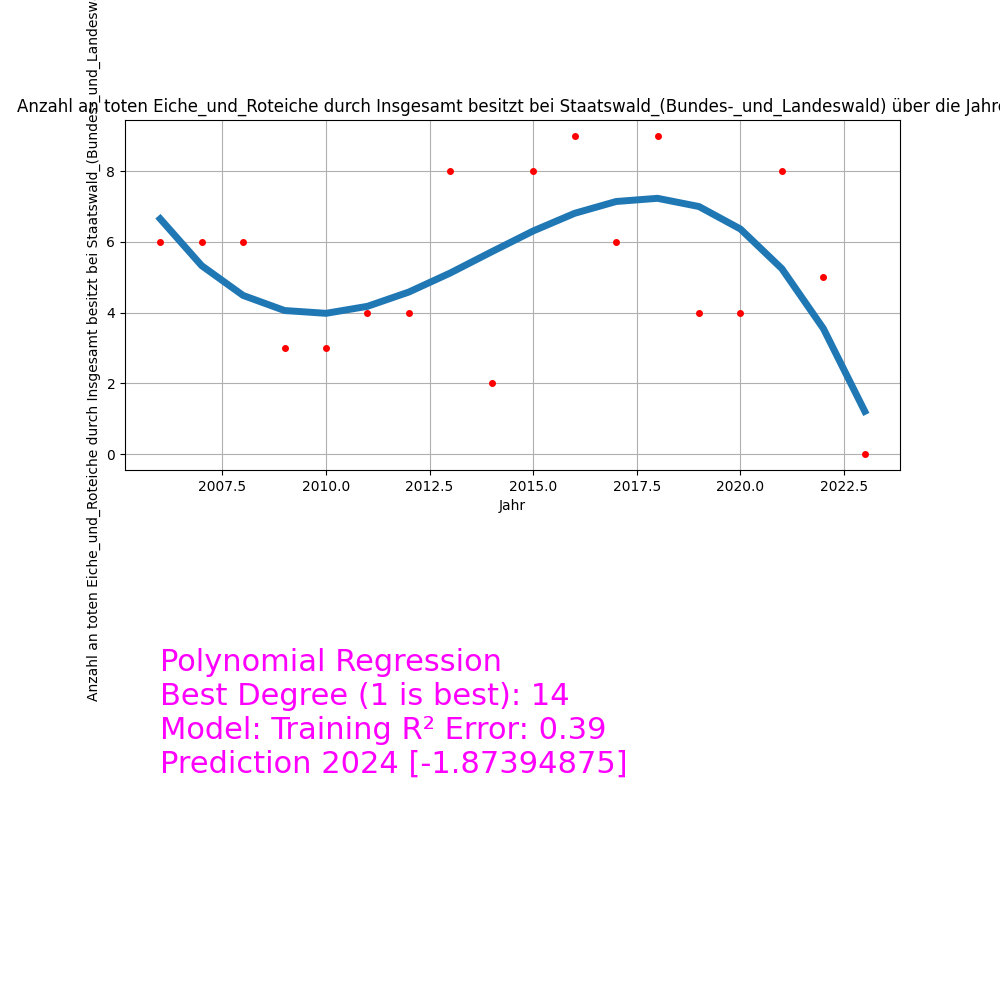 Anzahl an toten Eiche_und_Roteiche durch Insgesamt besitzt bei Staatswald_(Bundes-_und_Landeswald) über die Jahre
Anzahl an toten Eiche_und_Roteiche durch Insgesamt besitzt bei Staatswald_(Bundes-_und_Landesw
8
6
4
2
0
2007.5 2010.0 2012.5 2015.0 2017.5 2020.0 2022.5
Jahr
Polynomial Regression
Best Degree (1 is best): 14
Model: Training R² Error: 0.39
Prediction 2024 [-1.87394875]